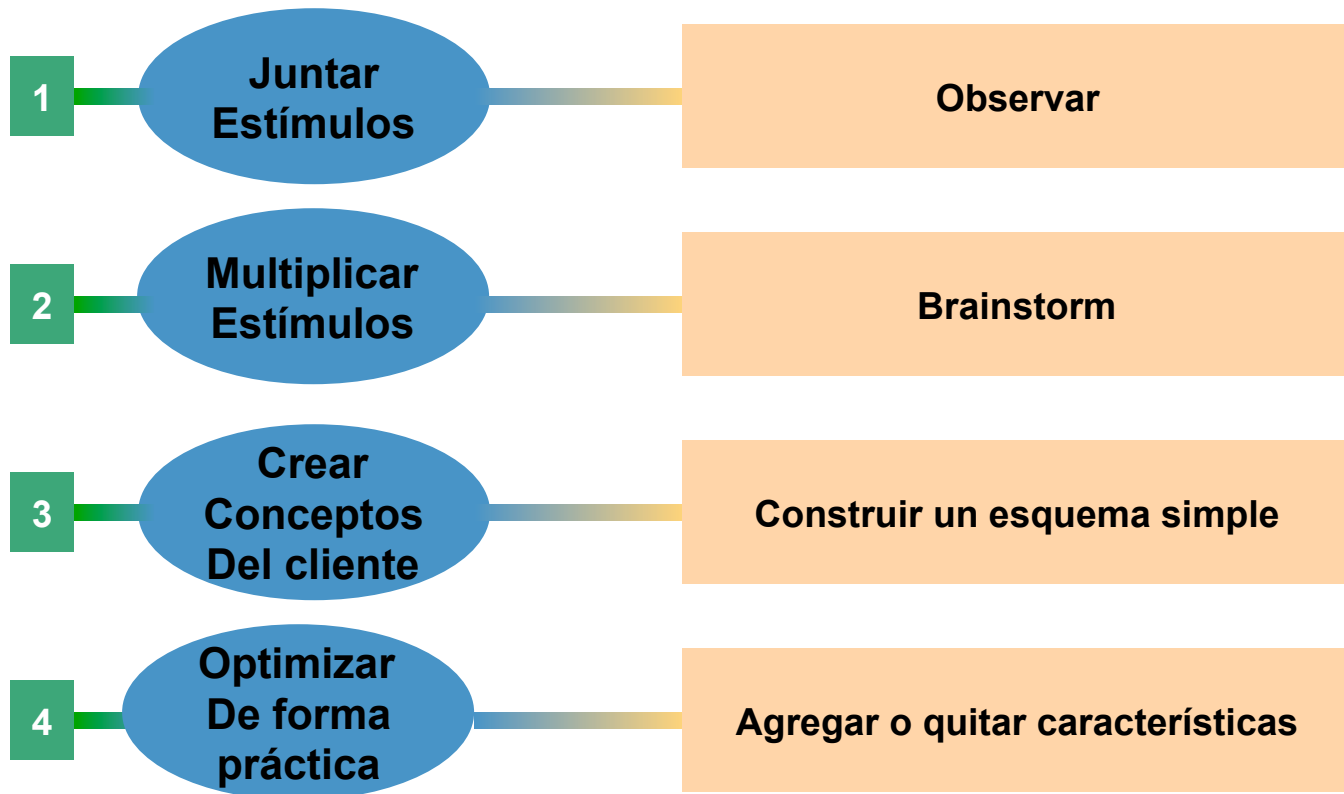 1
Juntar
Estímulos
Observar
2
Multiplicar
Estímulos
Brainstorm
3
Crear
Conceptos
Del cliente
Construir un esquema simple
4
Optimizar
De forma
práctica
Agregar o quitar características